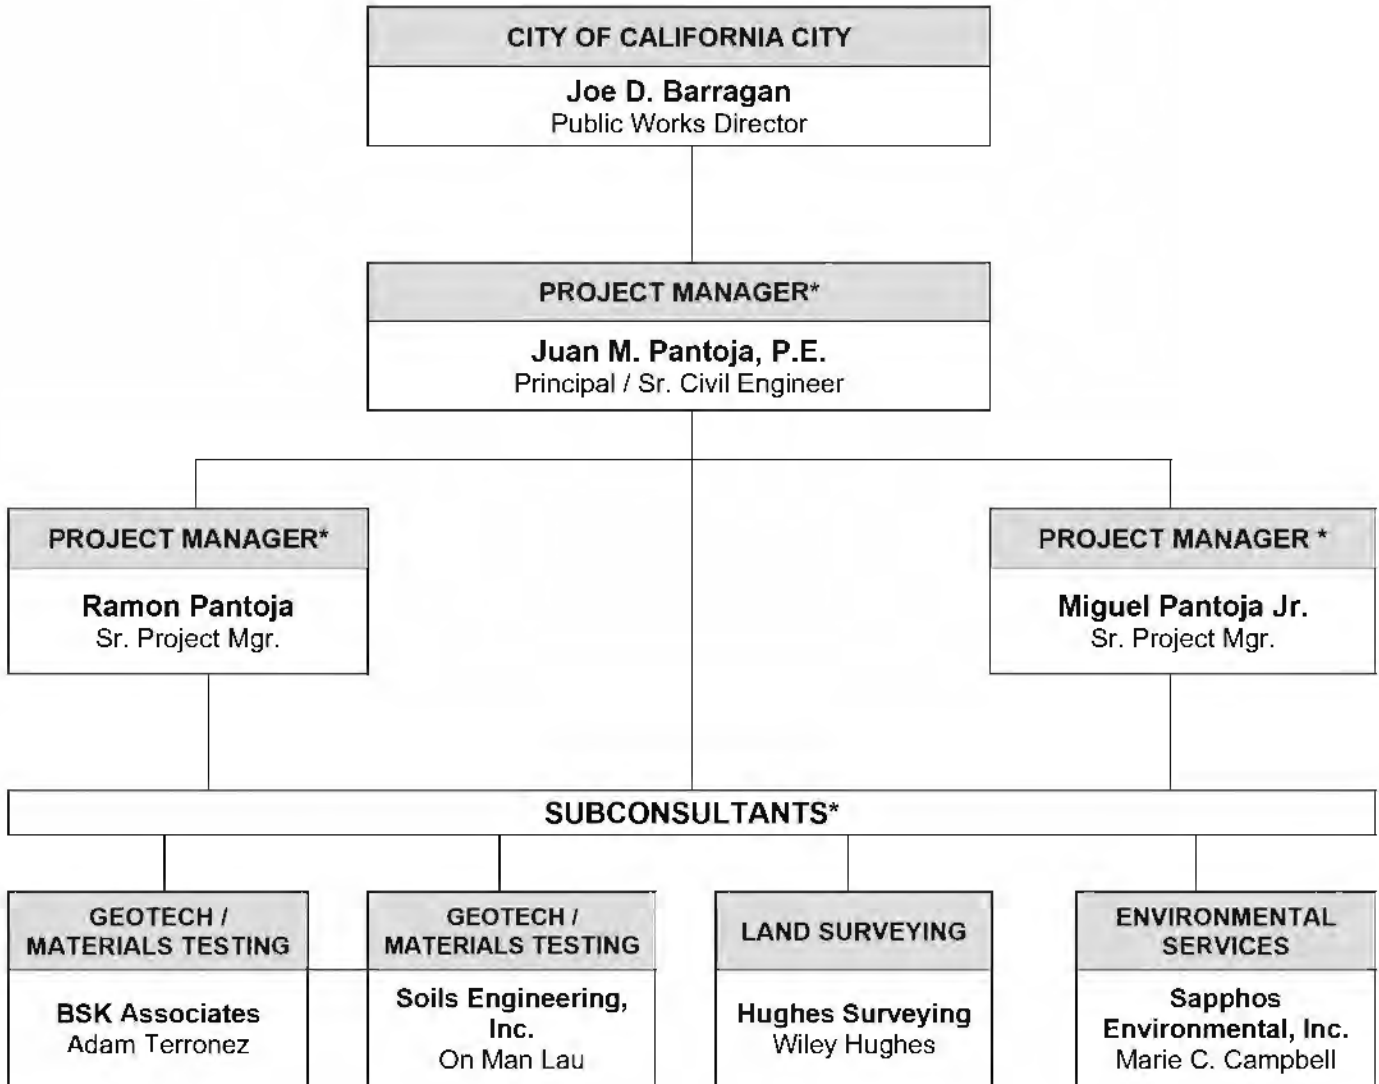 CITY OF CALIFORNIA CITY
Joe D. Barragan
Public Works Director
PROJECT MANAGER*
Juan M. Pantoja, P.E.
Principal / Sr. Civil Engineer
PROJECT MANAGER*
Ramon Pantoja
Sr. Project Mgr.
PROJECT MANAGER *
Miguel Pantoja Jr.
Sr. Project Mgr.
SUBCONSULTANTS*
GEOTECH /
MATERIALS TESTING
BSK Associates
Adam Terronez
GEOTECH /
MATERIALS TESTING
Soils Engineering,
Inc.
On Man Lau
LAND SURVEYING
Hughes Surveying
Wiley Hughes
ENVIRONMENTAL
SERVICES
Sapphos
Environmental, Inc.
Marie C. Campbell